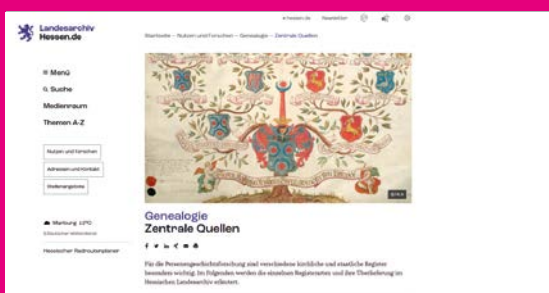 Landesarchiv
Hessen.de
hessen.de Newsletter
Startseite – Nutzen und Forschen – Genealogie – Zentrale Quellen
Menü
Suche
Medienraum
Themen A-Z
Nutzen und Forschen
Adressen und Kontakt
Stellenangebote
Marburg 12°C
Hessischer Radroutenplaner
Genealogie
Zentrale Quellen
Für die Personengeschichtsforschung sind verschiedene kirchliche und staatliche Register
besonders wichtig. Im Folgenden werden die einzelnen Registerarten und ihre Überlieferung im
Hessischen Landesarchiv erläutert.